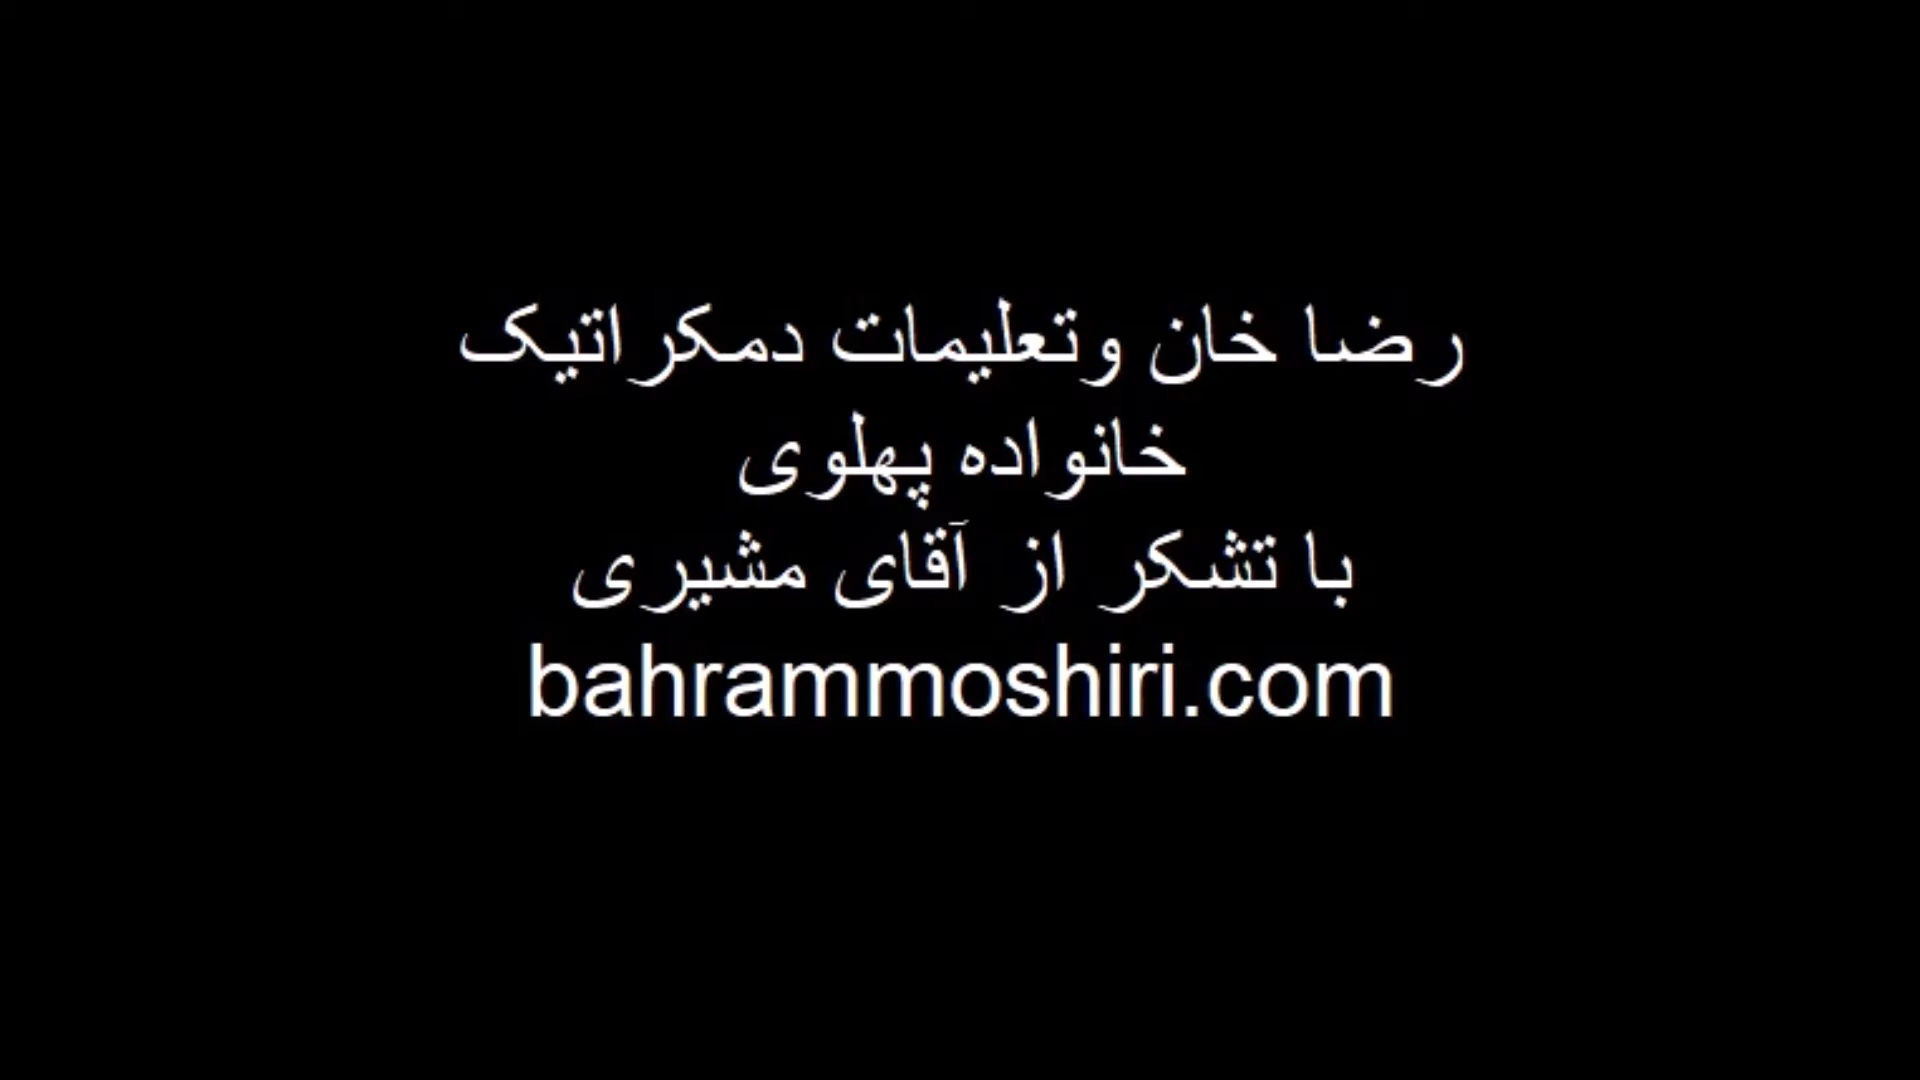 رضا خان وتعلیمات دمکراتیک
خانواده پهلوی
با تشکر از آقای مشیری
bahrammoshiri.com